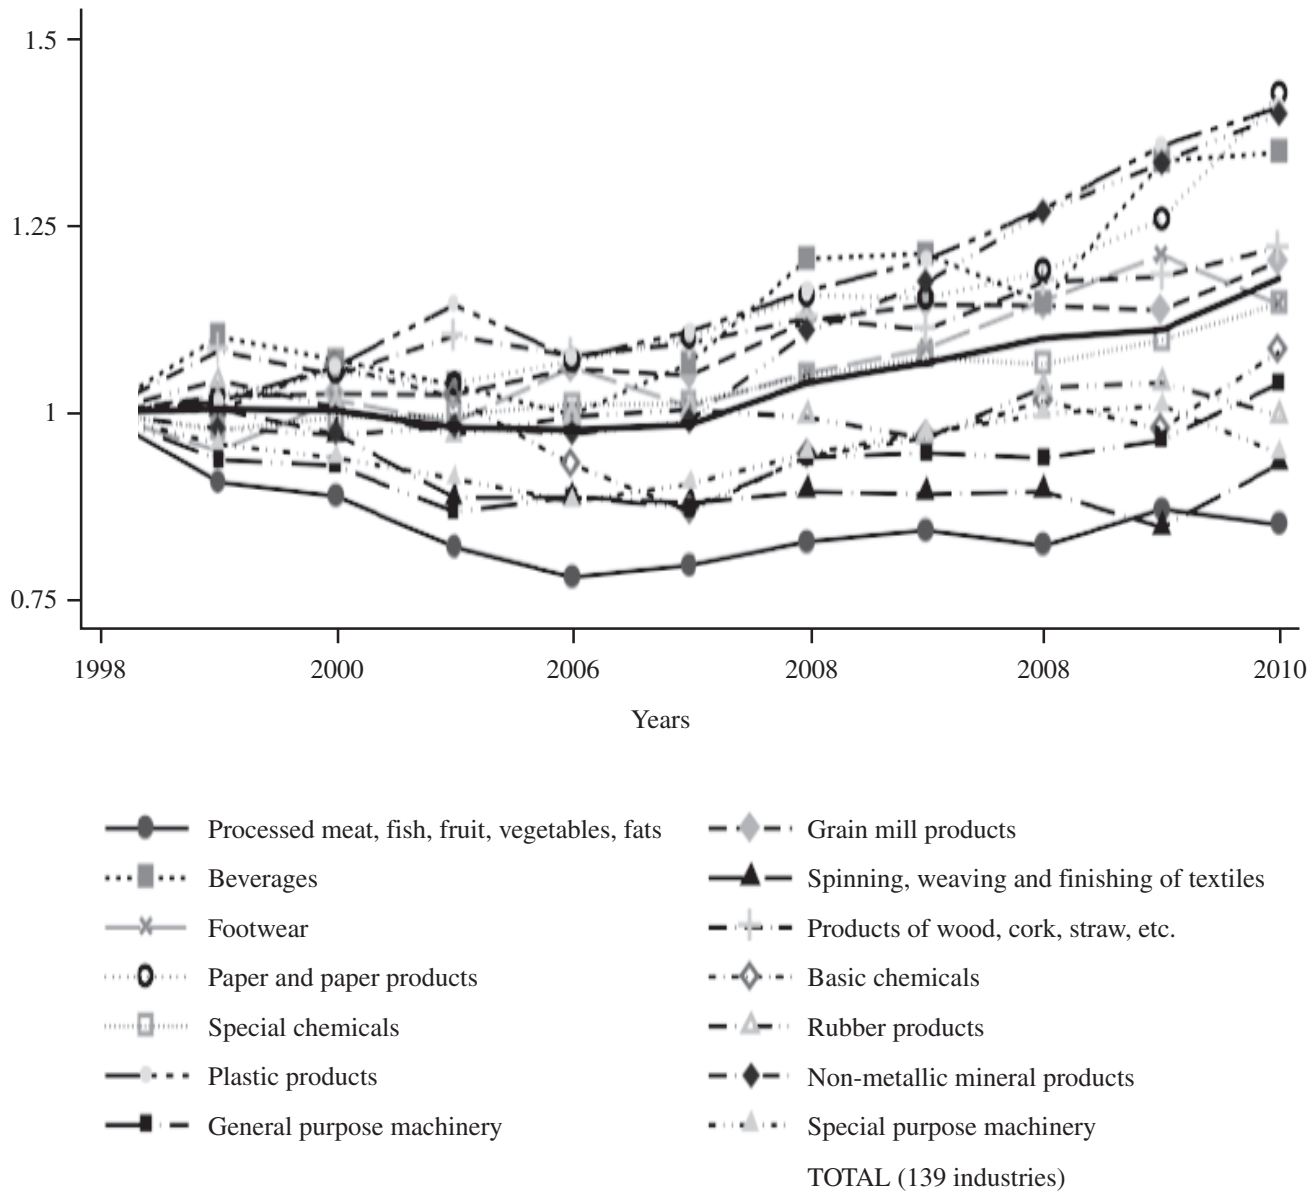 1.5
1.25
1
0.75
1998 2000 2006 2008 2008 2010
Years
Processed meat, fish, fruit, vegetables, fats
Grain mill products
Beverages
Spinning, weaving and finishing of textiles
Footwear
Products of wood, cork, straw, etc.
Paper and paper products
Basic chemicals
Special chemicals
Rubber products
Plastic products
Non-metallic mineral products
General purpose machinery
Special purpose machinery
TOTAL (139 industries)